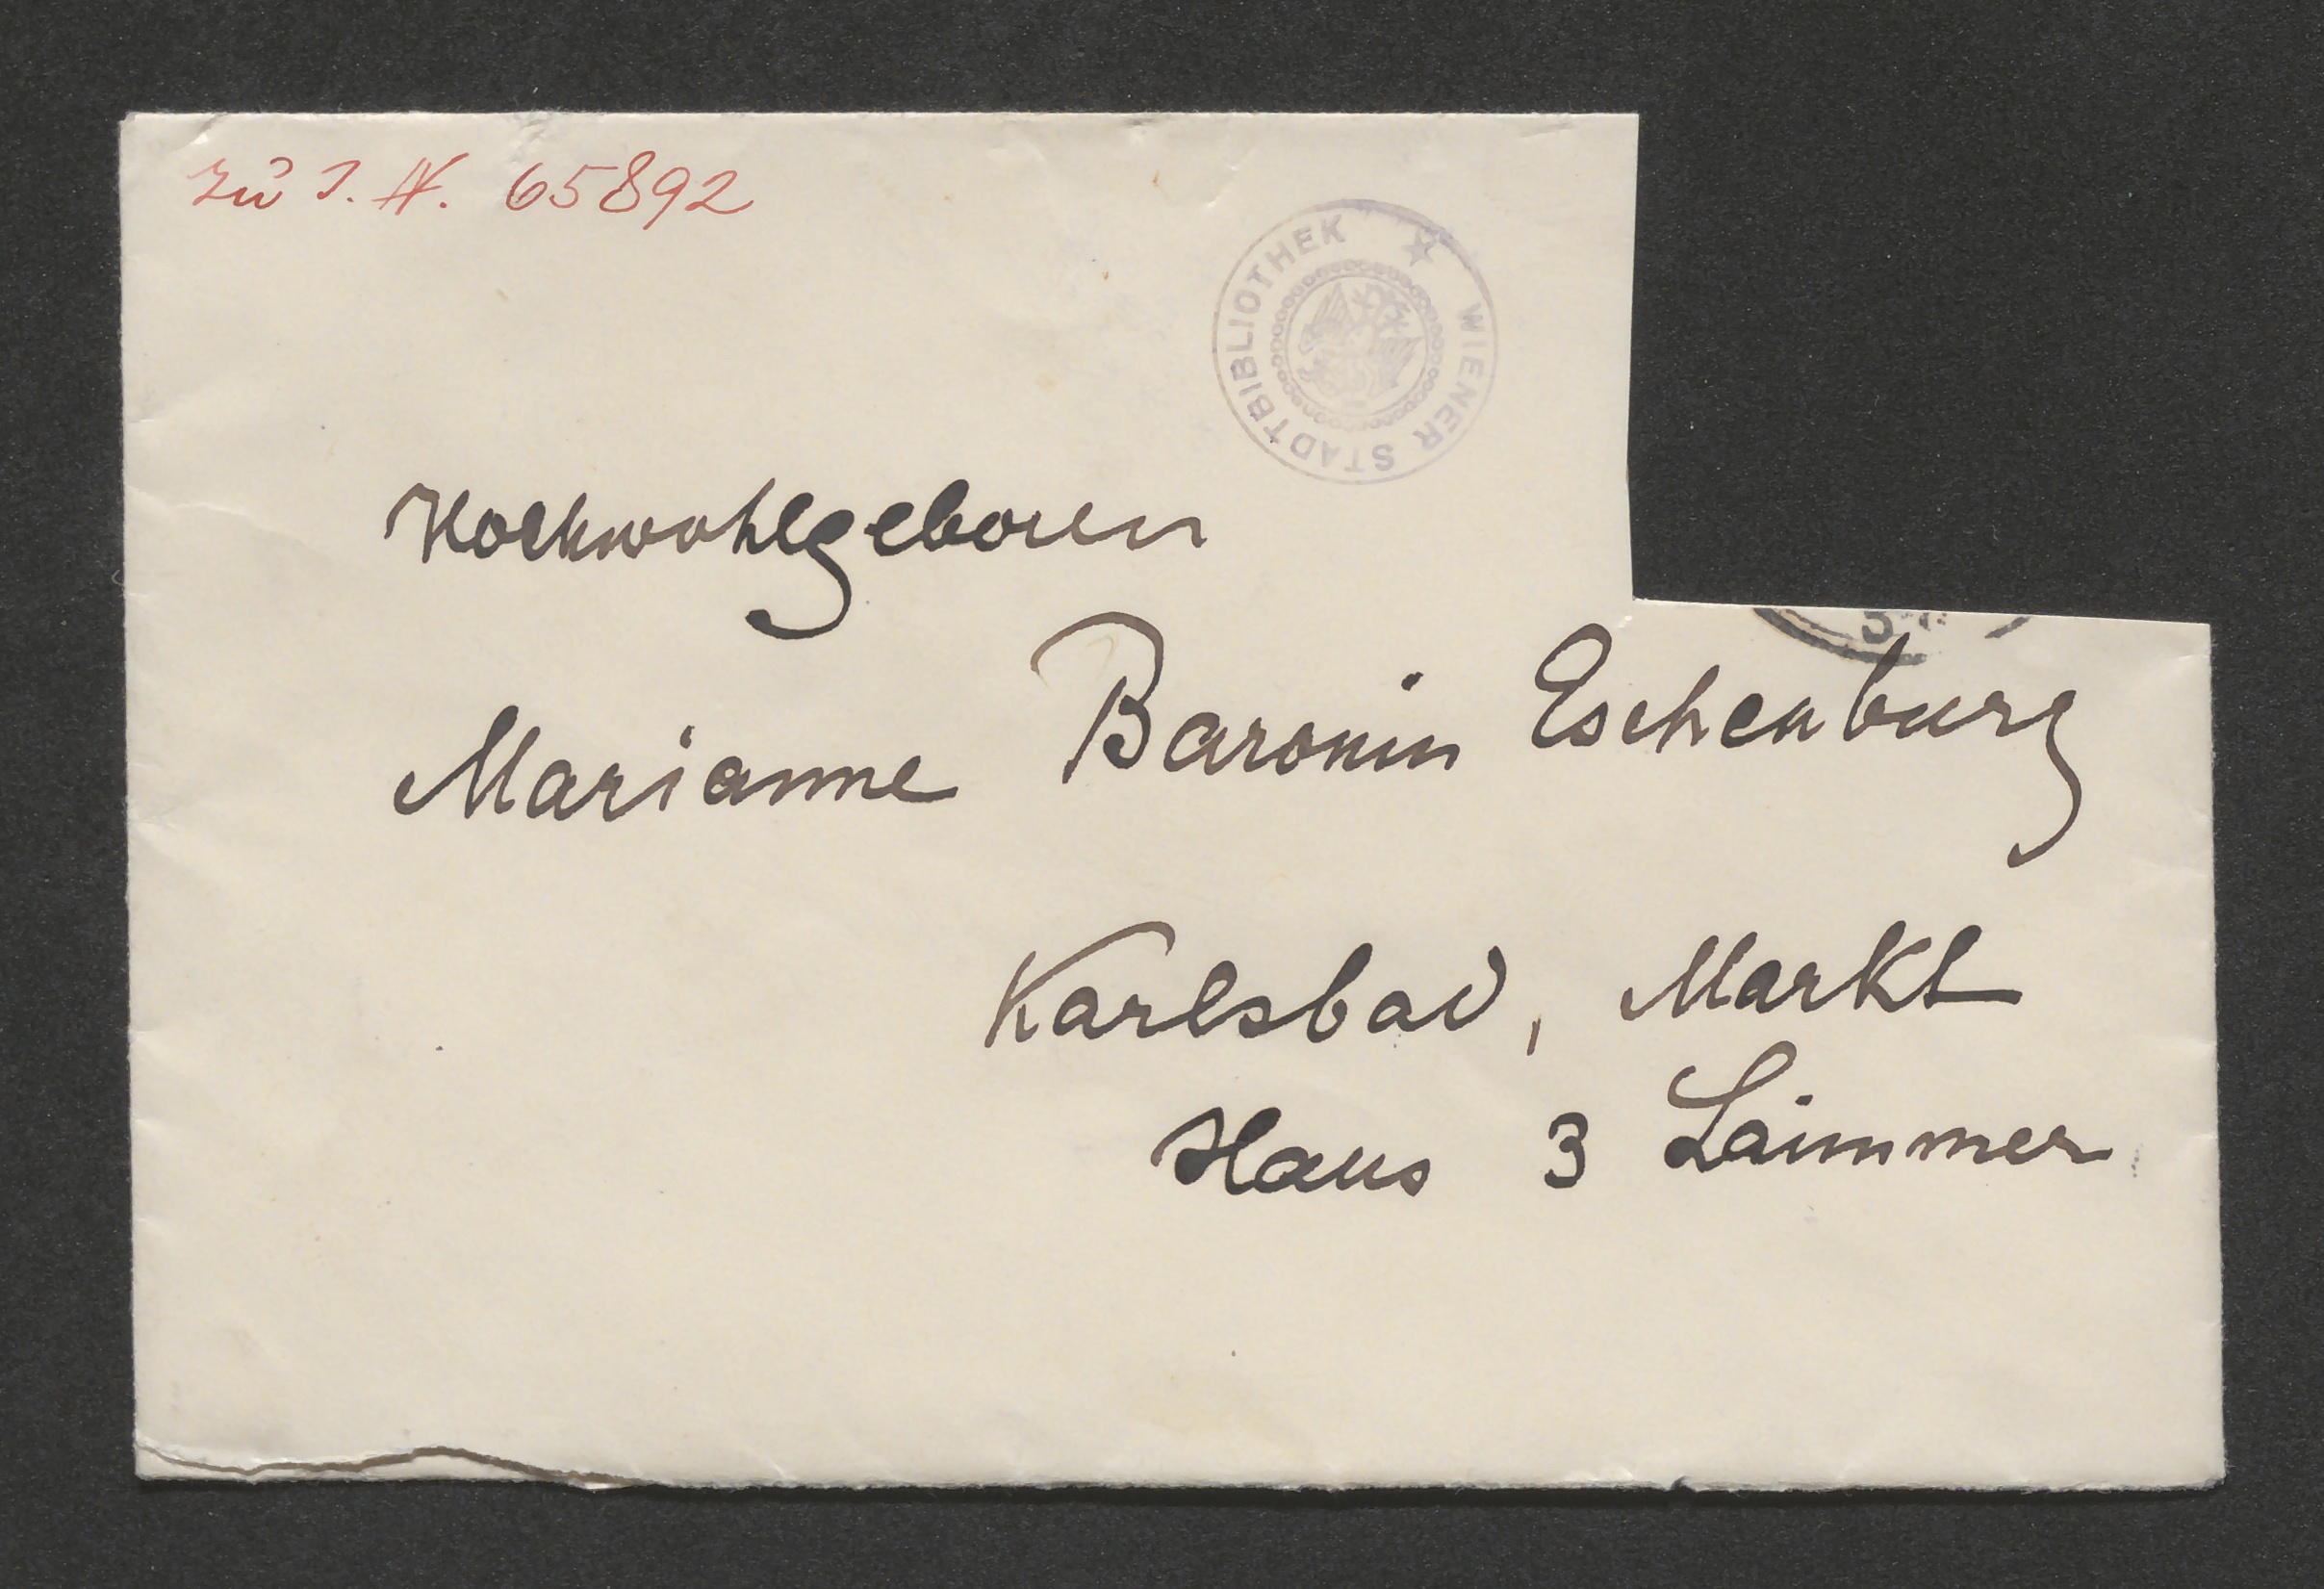 zu I. N. 65892
WIENER STADTBIBLIOTHEK
Hochwohlgeboren
Marianne Baronin Eschenburg
Karlsbad, Markt
Haus 3 Lämmer